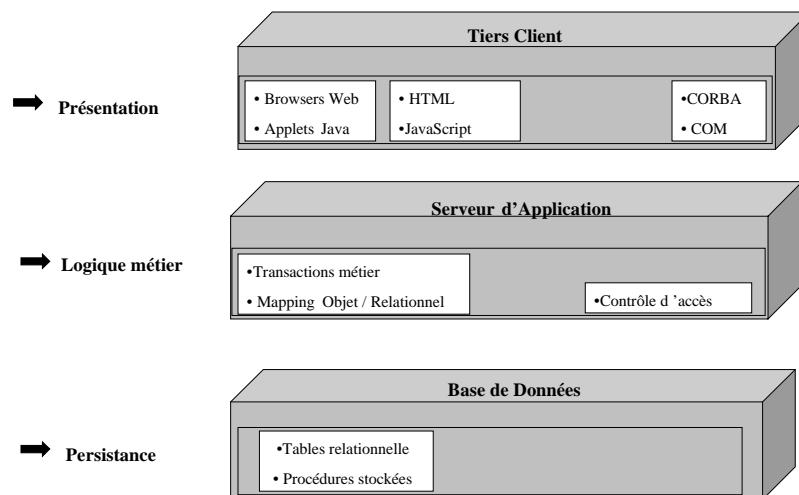 Tiers Client
Présentation
• Browsers Web
• Applets Java
• HTML
•JavaScript
•CORBA
• COM
Serveur d’Application
Logique métier
•Transactions métier
• Mapping Objet / Relationnel
•Contrôle d ’accès
Base de Données
Persistance
•Tables relationnelle
• Procédures stockées